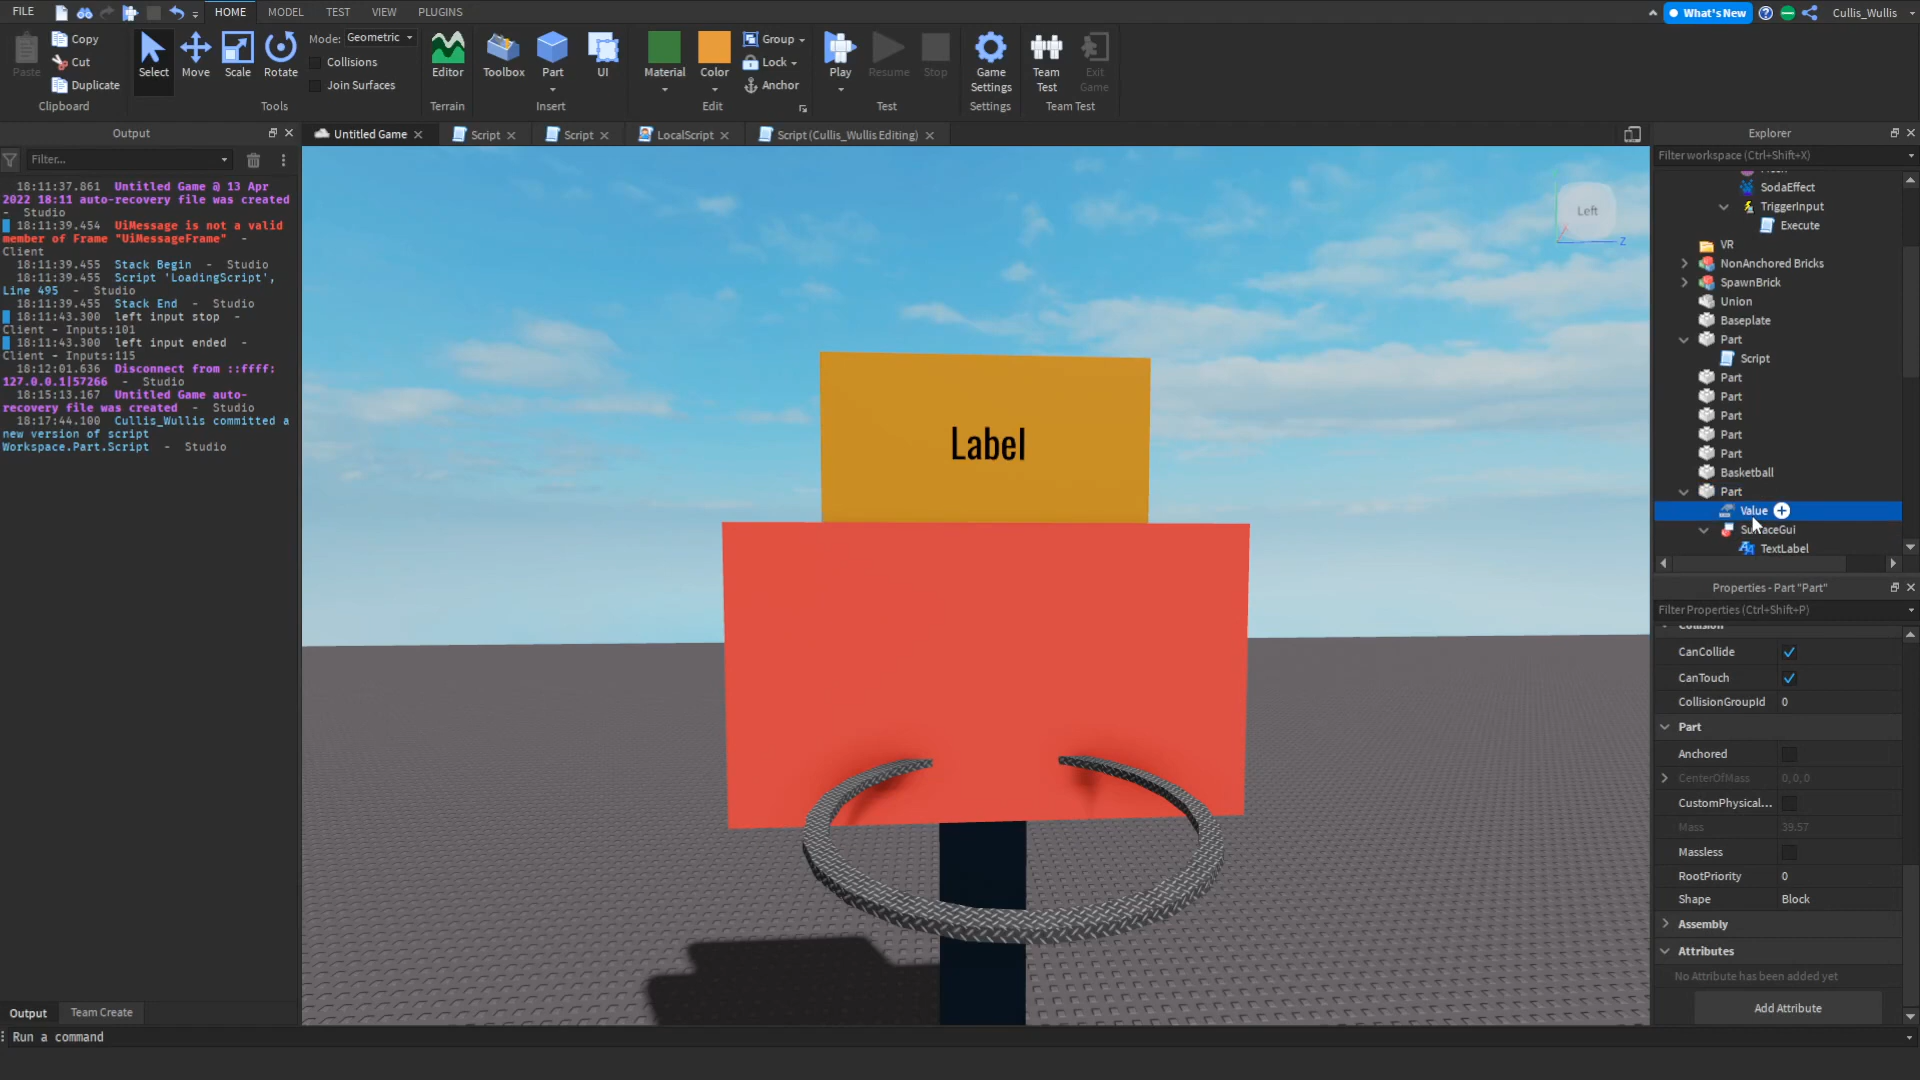 FILE
HOME
MODEL
TEST
VIEW
PLUGINS
What's New
Cullis_Wullis
Paste
Copy
Cut
Duplicate
Clipboard
Select
Move
Scale
Rotate
Mode: Geometric
Collisions
Join Surfaces
Tools
Editor
Terrain
Toolbox
Part
UI
Insert
Material
Color
Group
Lock
Anchor
Edit
Play
Resume
Stop
Test
Game
Settings
Settings
Team
Test
Exit
Game
Team Test
Output
Filter...
Untitled Game
Script
Script
LocalScript
Script (Cullis_Wullis Editing)
18:11:37.861 Untitled Game @ 13 Apr
2022 18:11 auto-recovery file was created
- Studio
18:11:39.454 UiMessage is not a valid
member of Frame "UiMessageFrame" -
Client
18:11:39.455 Stack Begin - Studio
18:11:39.455 Script 'LoadingScript',
Line 495 - Studio
18:11:39.455 Stack End - Studio
18:11:43.300 left input stop -
Client - Inputs:101
18:11:43.300 left input ended -
Client - Inputs:115
18:12:01.636 Disconnect from ::ffff:
127.0.0.1|57266 - Studio
18:15:13.167 Untitled Game auto-
recovery file was created - Studio
18:17:44.100 Cullis_Wullis committed a
new version of script
Workspace.Part.Script - Studio
Left
Z
Label
Explorer
Filter workspace (Ctrl+Shift+X)
SodaEffect
TriggerInput
Execute
VR
NonAnchored Bricks
SpawnBrick
Union
Baseplate
Part
Script
Part
Part
Part
Part
Part
Basketball
Part
Value
SurfaceGui
TextLabel
Properties - Part "Part"
Filter Properties (Ctrl+Shift+P)
Collision
CanCollide
CanTouch
CollisionGroupId 0
Part
Anchored
CenterOfMass 0,0,0
CustomPhysical...
Mass 39.57
Massless
RootPriority 0
Shape Block
Assembly
Attributes
No Attribute has been added yet
Add Attribute
Output
Team Create
Run a command